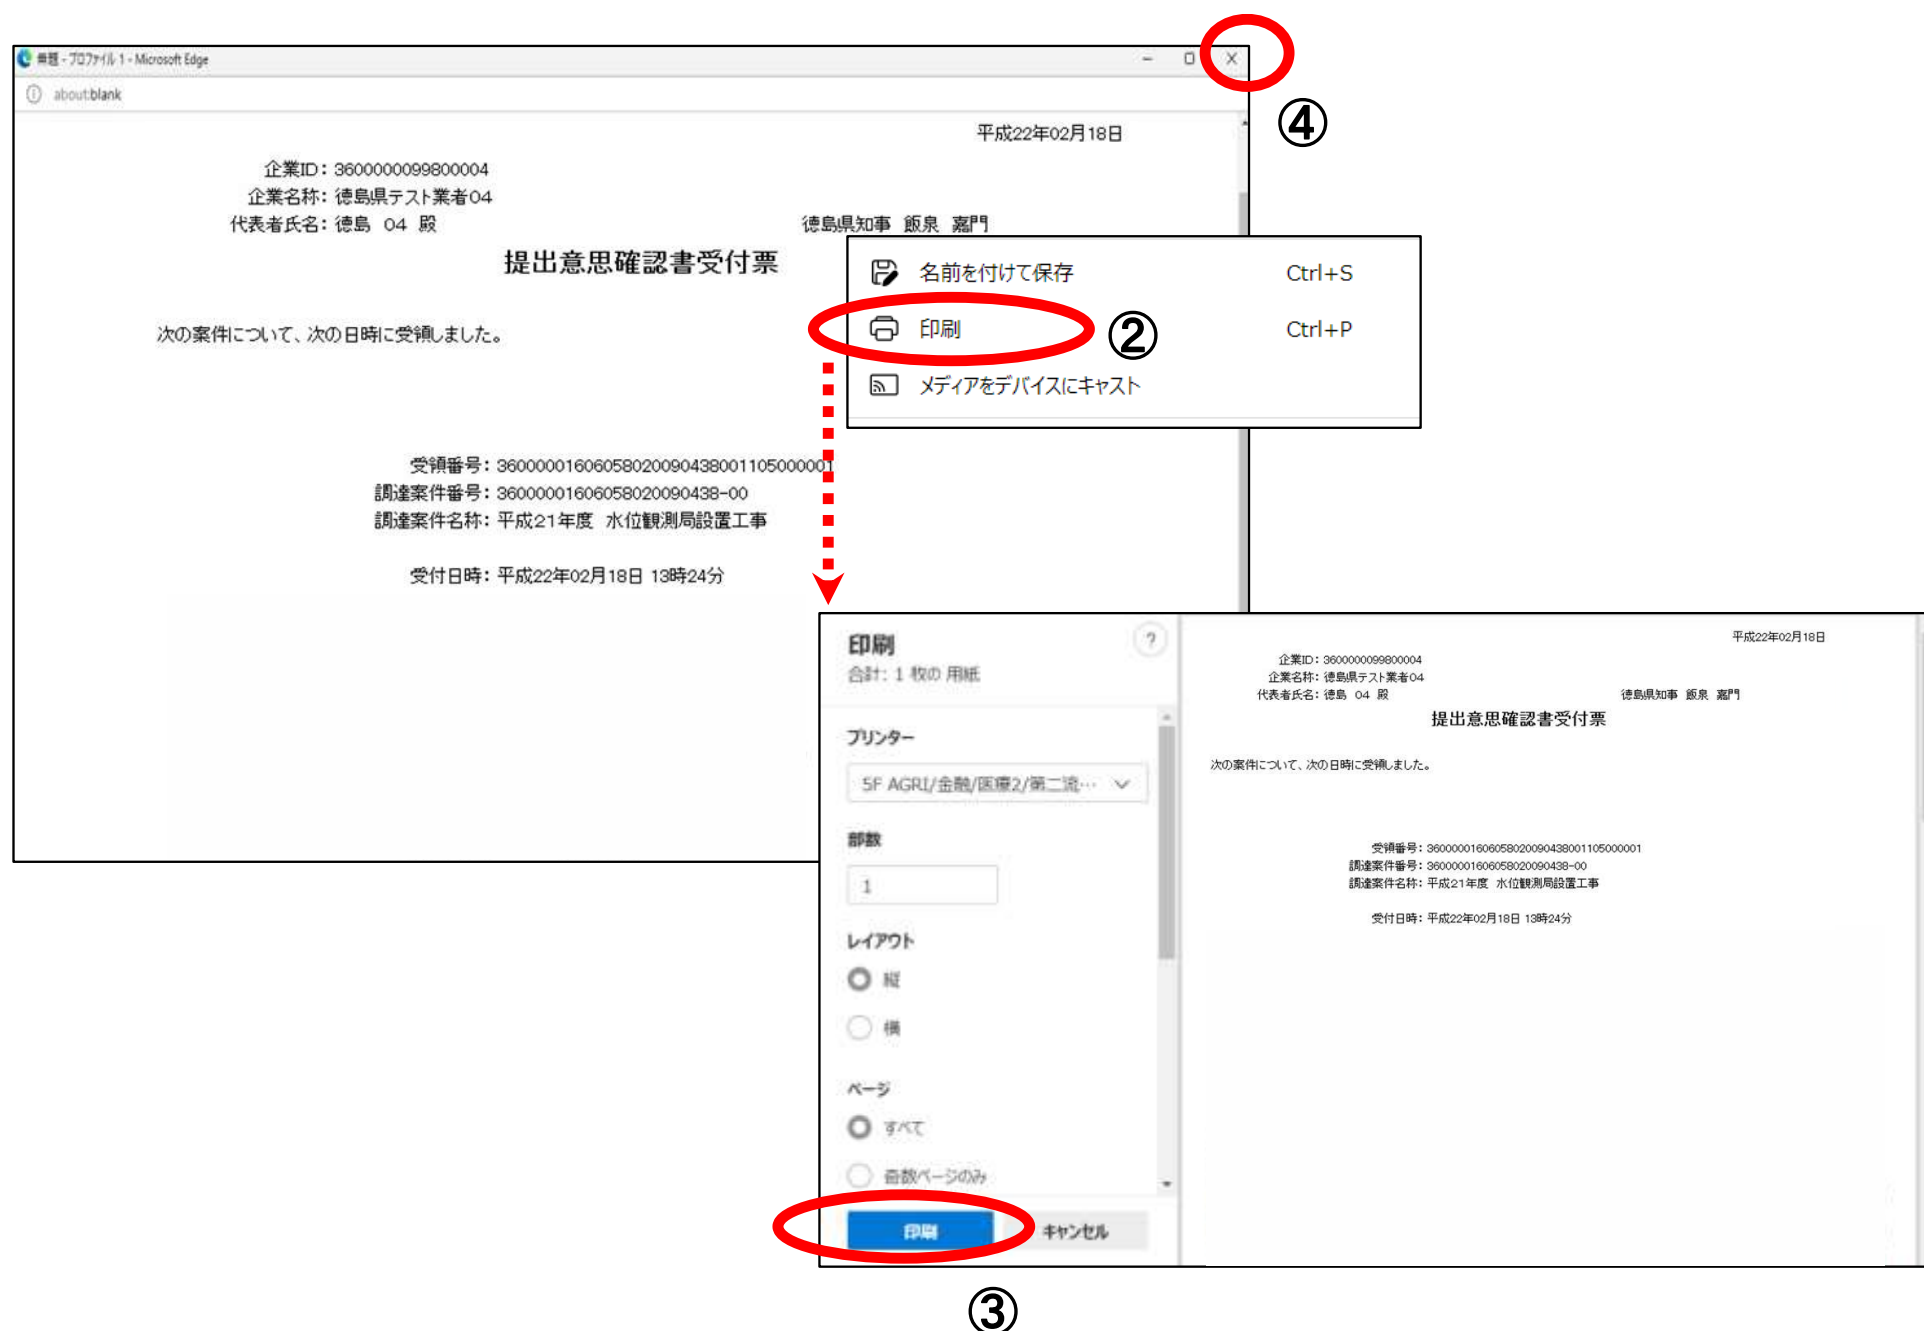 無題 - プロファイル 1 - Microsoft Edge
about:blank
④
平成22年02月18日
企業ID：3600000099800004
企業名称：徳島県テスト業者04
代表者氏名：徳島 04 殿
徳島県知事 飯泉 嘉門
提出意思確認書受付票
次の案件について、次の日時に受領しました。
名前を付けて保存 Ctrl+S
印刷 Ctrl+P
②
メディアをデバイスにキャスト
受領番号：36000001606058020090438001105000001
調達案件番号：36000001606058020090438-00
調達案件名称：平成21年度 水位観測局設置工事
受付日時：平成22年02月18日 13時24分
印刷
合計: 1 枚の 用紙
?
プリンター
5F AGRI/金融/医療2/第二流…
部数
1
レイアウト
縦
横
ページ
すべて
奇数ページのみ
印刷
キャンセル
③
平成22年02月18日
企業ID：3600000099800004
企業名称：徳島県テスト業者04
代表者氏名：徳島 04 殿
徳島県知事 飯泉 嘉門
提出意思確認書受付票
次の案件について、次の日時に受領しました。
受領番号：36000001606058020090438001105000001
調達案件番号：36000001606058020090438-00
調達案件名称：平成21年度 水位観測局設置工事
受付日時：平成22年02月18日 13時24分